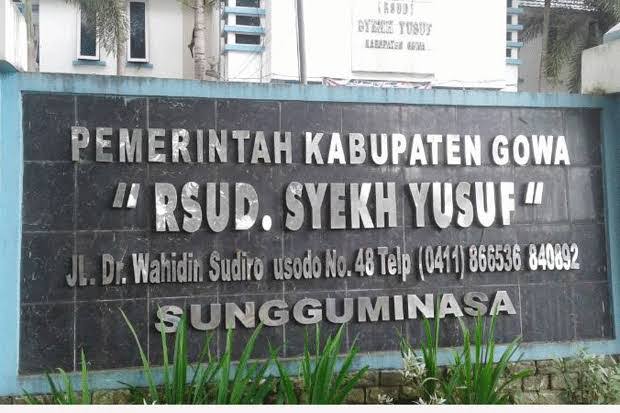 (RSUD)
SYEKH YUSUF
KABUPATEN GOWA
PEMERINTAH KABUPATEN GOWA
" RSUD. SYEKH YUSUF "
JL. Dr. Wahidin Sudiro usodo No. 48 Telp (0411) 866536 840892
SUNGGUMINASA